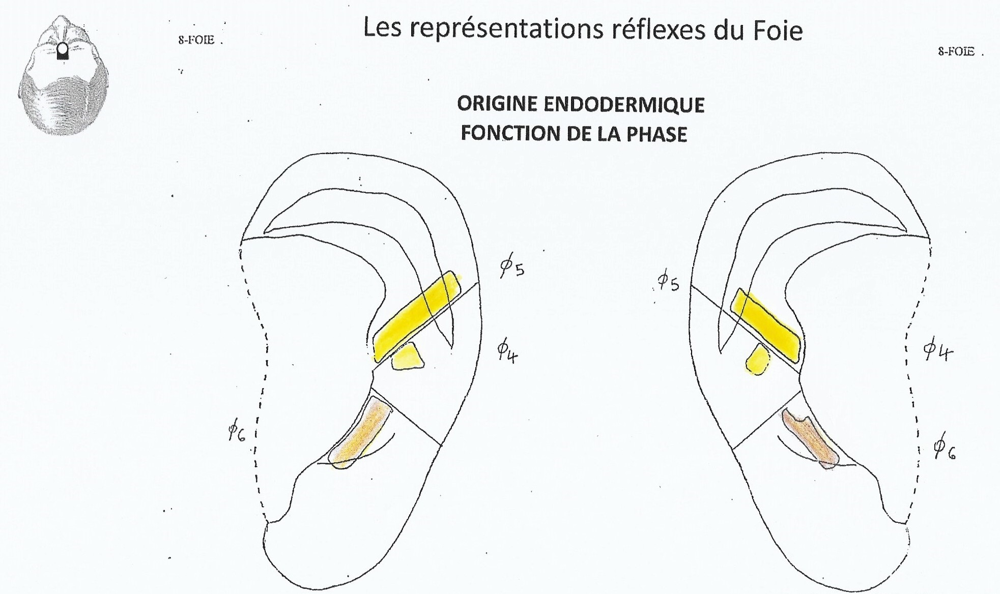 Les représentations réflexes du Foie
8-FOIE .
8-FOIE .
ORIGINE ENDODERMIQUE
FONCTION DE LA PHASE
ϕ5
ϕ5
ϕ4
ϕ4
ϕ6
ϕ6